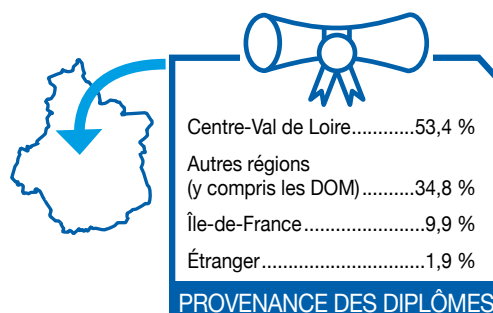 Centre-Val de Loire............53,4 %
Autres régions
(y compris les DOM)..........34,8 %
Île-de-France.......................9,9 %
Étranger..............................1,9 %
PROVENANCE DES DIPLÔMES